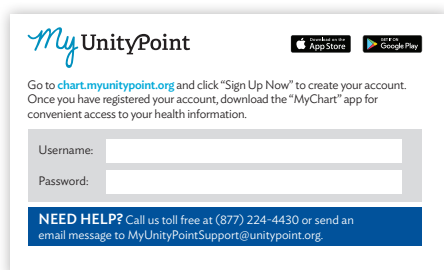 My UnityPoint
Download on the
App Store
GET IT ON
Google Play
Go to chart.myunitypoint.org and click “Sign Up Now” to create your account.
Once you have registered your account, download the “MyChart” app for
convenient access to your health information.
Username:
Password:
NEED HELP? Call us toll free at (877) 224-4430 or send an
email message to MyUnityPointSupport@unitypoint.org.